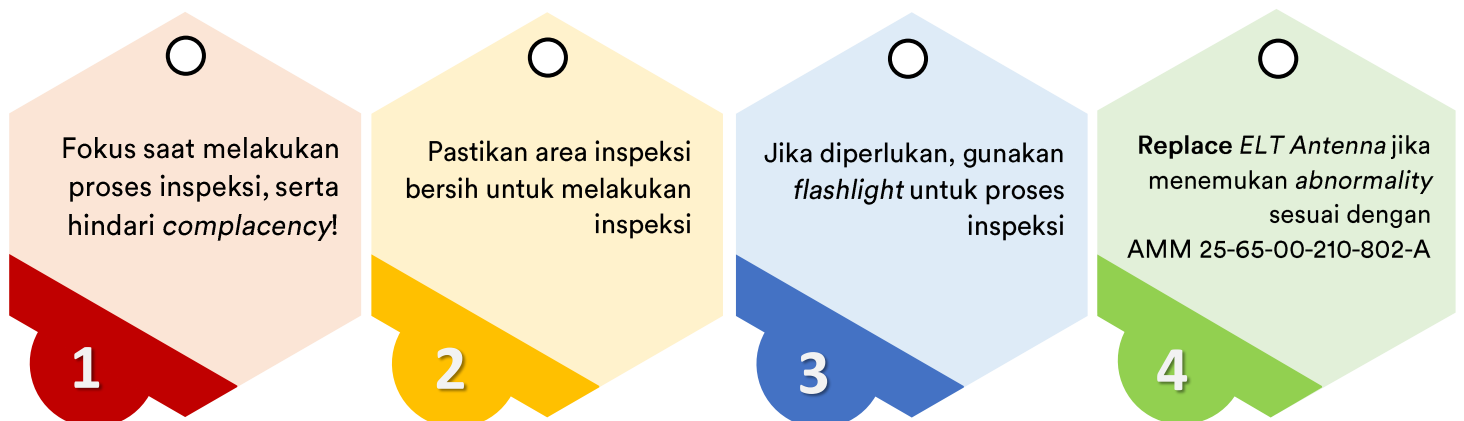 Fokus saat melakukan
proses inspeksi, serta
hindari complacency!
1
Pastikan area inspeksi
bersih untuk melakukan
inspeksi
2
Jika diperlukan, gunakan
flashlight untuk proses
inspeksi
3
Replace ELT Antenna jika
menemukan abnormality
sesuai dengan
AMM 25-65-00-210-802-A
4